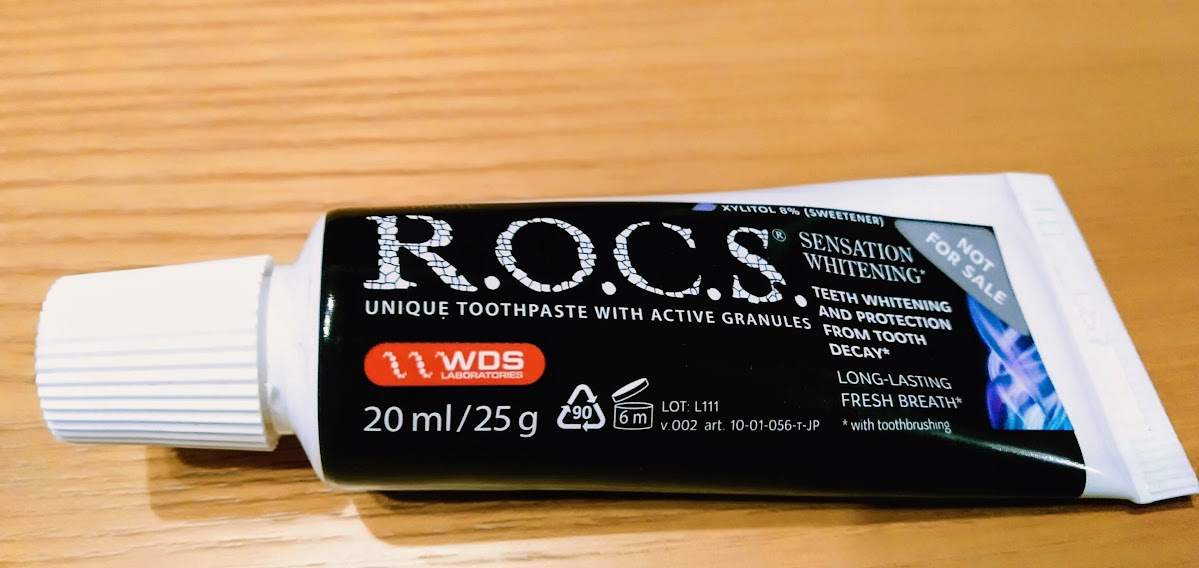 XYLITOL 8% (SWEETENER)
R.O.C.S.®
UNIQUE TOOTHPASTE WITH ACTIVE GRANULES
SENSATION
WHITENING*
NOT
FOR SALE
TEETH WHITENING
AND PROTECTION
FROM TOOTH
DECAY*
LONG-LASTING
FRESH BREATH*
* with toothbrushing
WDS
LABORATORIES
20 ml/25 g
90
6 m
LOT: L111
v.002 art. 10-01-056-т-JP